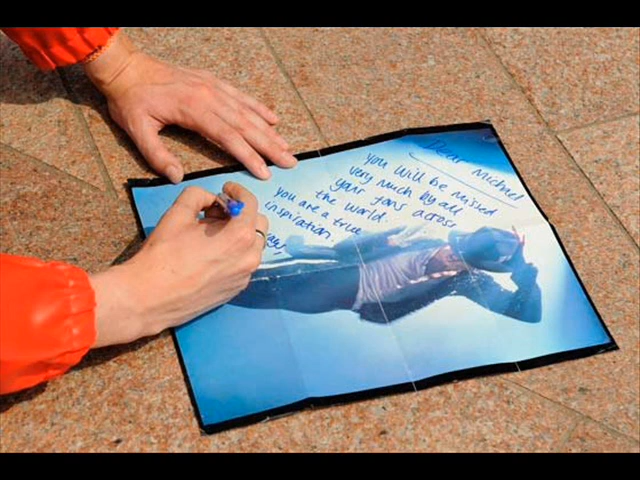 Dear Michael
you will be missed
very much by all
your fans across
the world.
you are a true
inspiration.